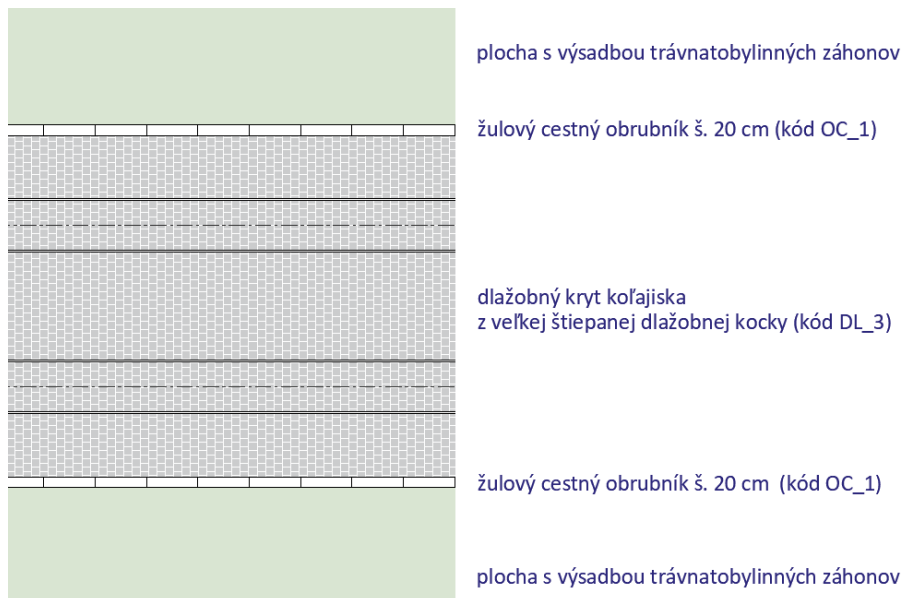 plocha s výsadbou trávnatobylinných záhonov
žulový cestný obrubník š. 20 cm (kód OC_1)
dlažobný kryt koľajiska
z veľkej štiepanej dlažobnej kocky (kód DL_3)
žulový cestný obrubník š. 20 cm (kód OC_1)
plocha s výsadbou trávnatobylinných záhonov